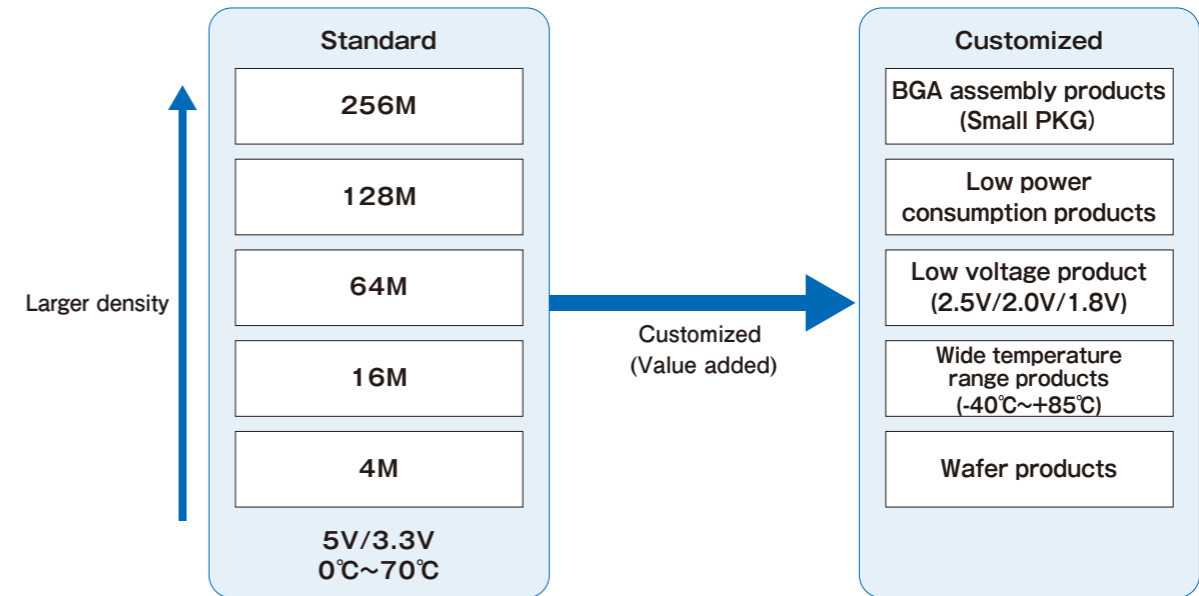 Standard
256M
128M
64M
16M
4M
5V/3.3V
0℃~70℃
Larger density
Customized
(Value added)
Customized
BGA assembly products
(Small PKG)
Low power
consumption products
Low voltage product
(2.5V/2.0V/1.8V)
Wide temperature
range products
(-40℃~+85℃)
Wafer products